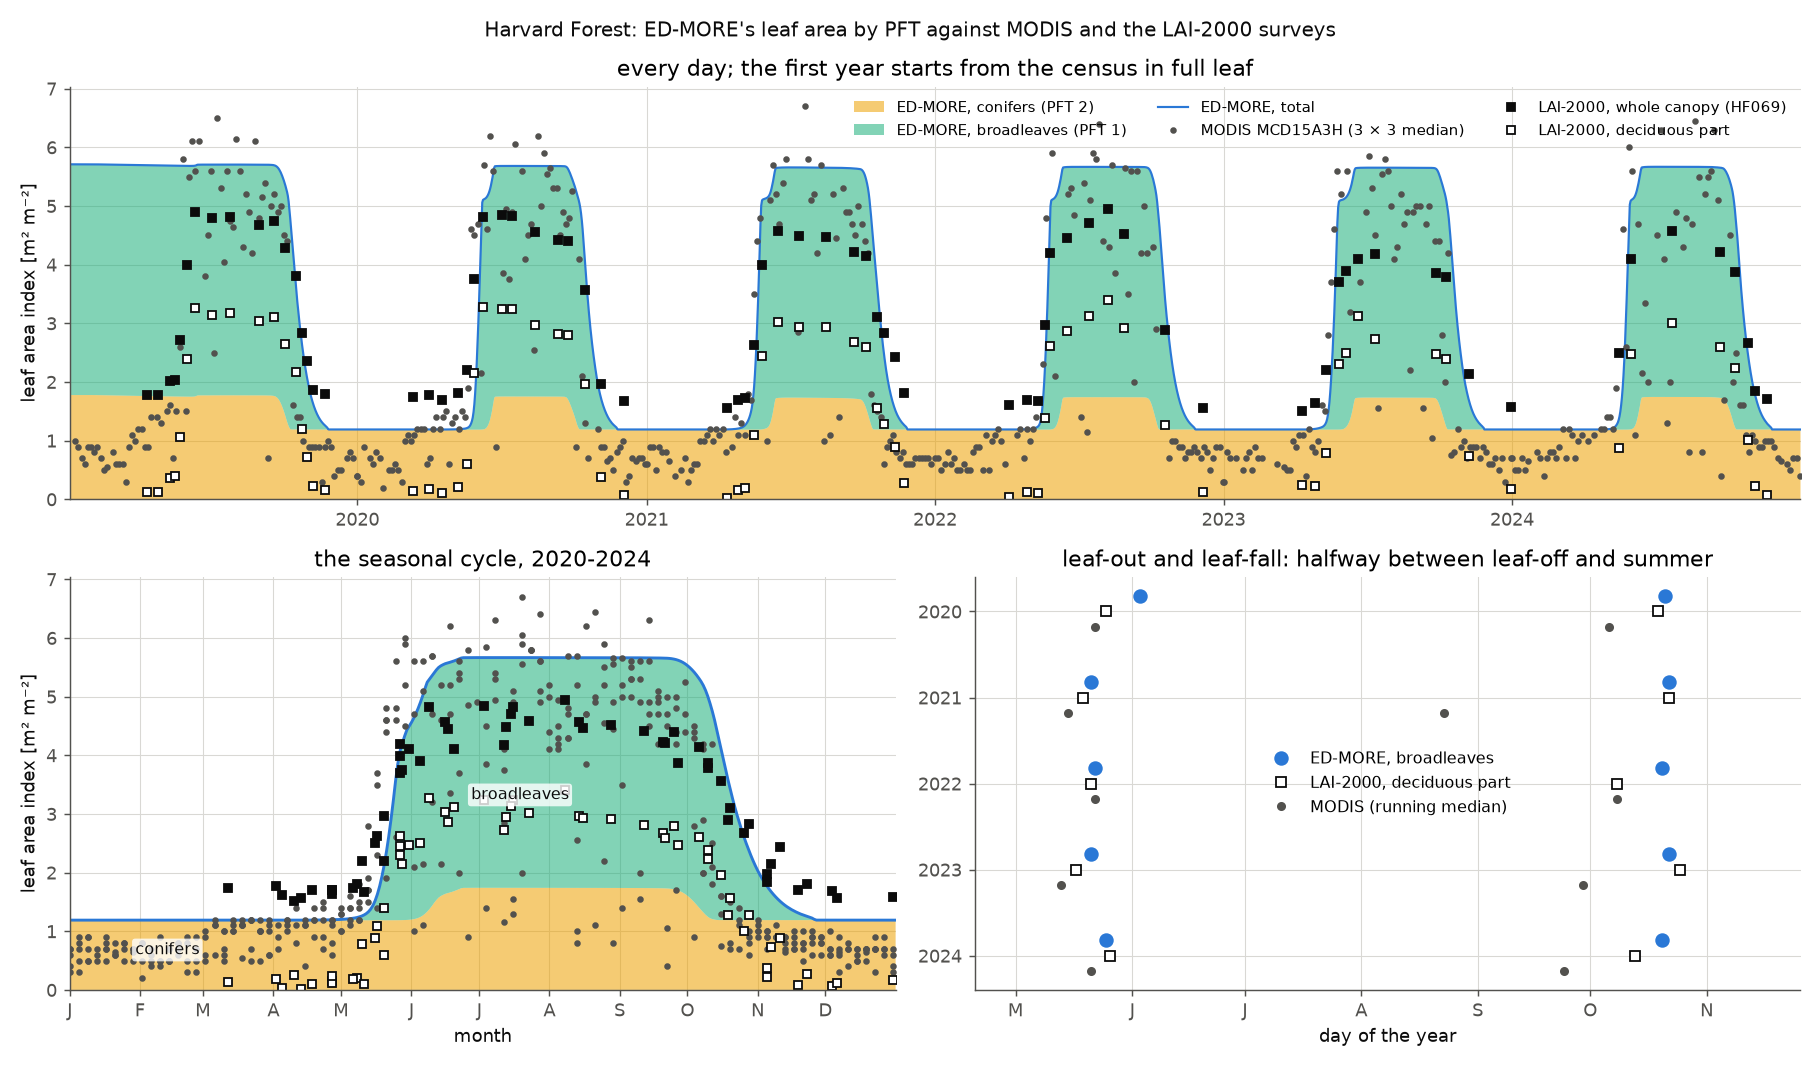 Harvard Forest: ED-MORE's leaf area by PFT against MODIS and the LAI-2000 surveys
every day; the first year starts from the census in full leaf
ED-MORE, conifers (PFT 2)
ED-MORE, broadleaves (PFT 1)
ED-MORE, total
MODIS MCD15A3H (3 × 3 median)
LAI-2000, whole canopy (HF069)
LAI-2000, deciduous part
leaf area index [m² m⁻²]
7
6
5
4
3
2
1
0
2020 2021 2022 2023 2024
the seasonal cycle, 2020-2024
leaf area index [m² m⁻²]
7
6
5
4
3
2
1
0
broadleaves
conifers
J F M A M J J A S O N D
month
leaf-out and leaf-fall: halfway between leaf-off and summer
2020
2021
2022
2023
2024
ED-MORE, broadleaves
LAI-2000, deciduous part
MODIS (running median)
M J J A S O N
day of the year